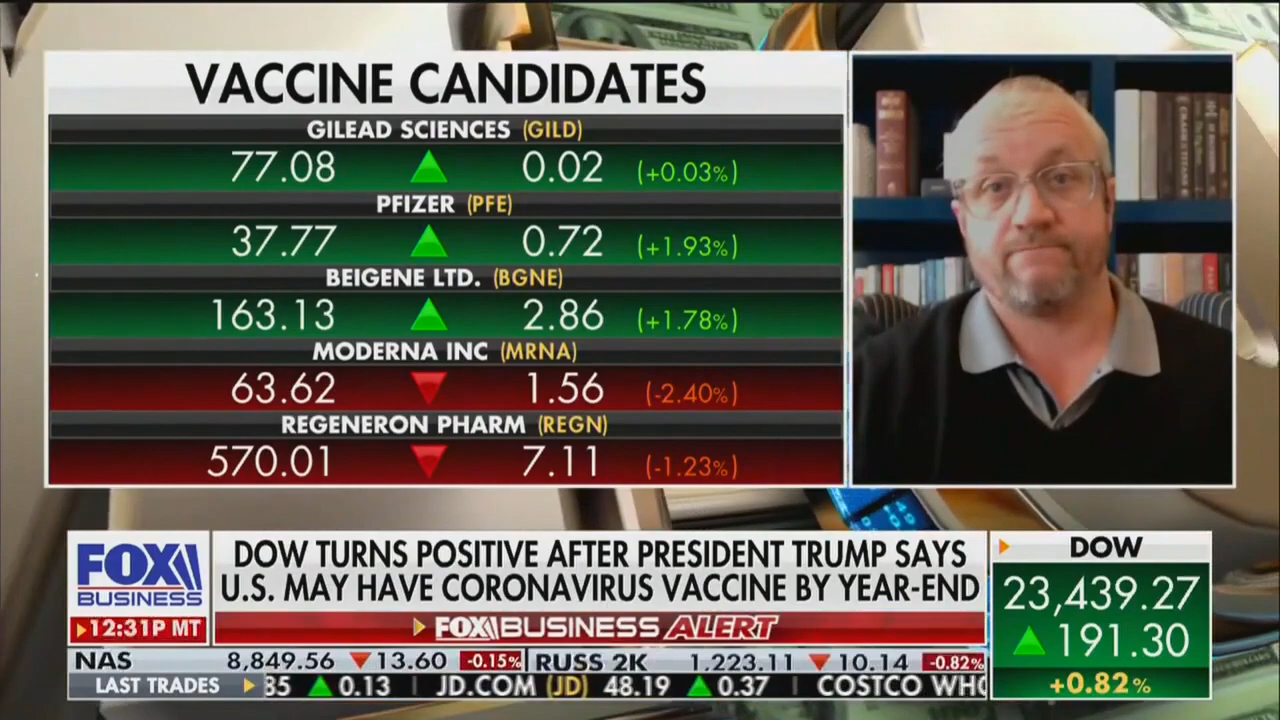 VACCINE CANDIDATES
GILEAD SCIENCES (GILD)
77.08 ▲ 0.02 (+0.03%)
PFIZER (PFE)
37.77 ▲ 0.72 (+1.93%)
BEIGENE LTD. (BGNE)
163.13 ▲ 2.86 (+1.78%)
MODERNA INC (MRNA)
63.62 ▼ 1.56 (-2.40%)
REGENERON PHARM (REGN)
570.01 ▼ 7.11 (-1.23%)
FOX
BUSINESS
12:31P MT
DOW TURNS POSITIVE AFTER PRESIDENT TRUMP SAYS
U.S. MAY HAVE CORONAVIRUS VACCINE BY YEAR-END
FOX BUSINESS ALERT
DOW
23,439.27
▲ 191.30
+0.82%
NAS 8,849.56 ▼ 13.60 -0.15% RUSS 2K 1,223.11 ▼ 10.14 -0.82%
LAST TRADES 35 ▲ 0.13 | JD.COM (JD) 48.19 ▲ 0.37 | COSTCO WHO